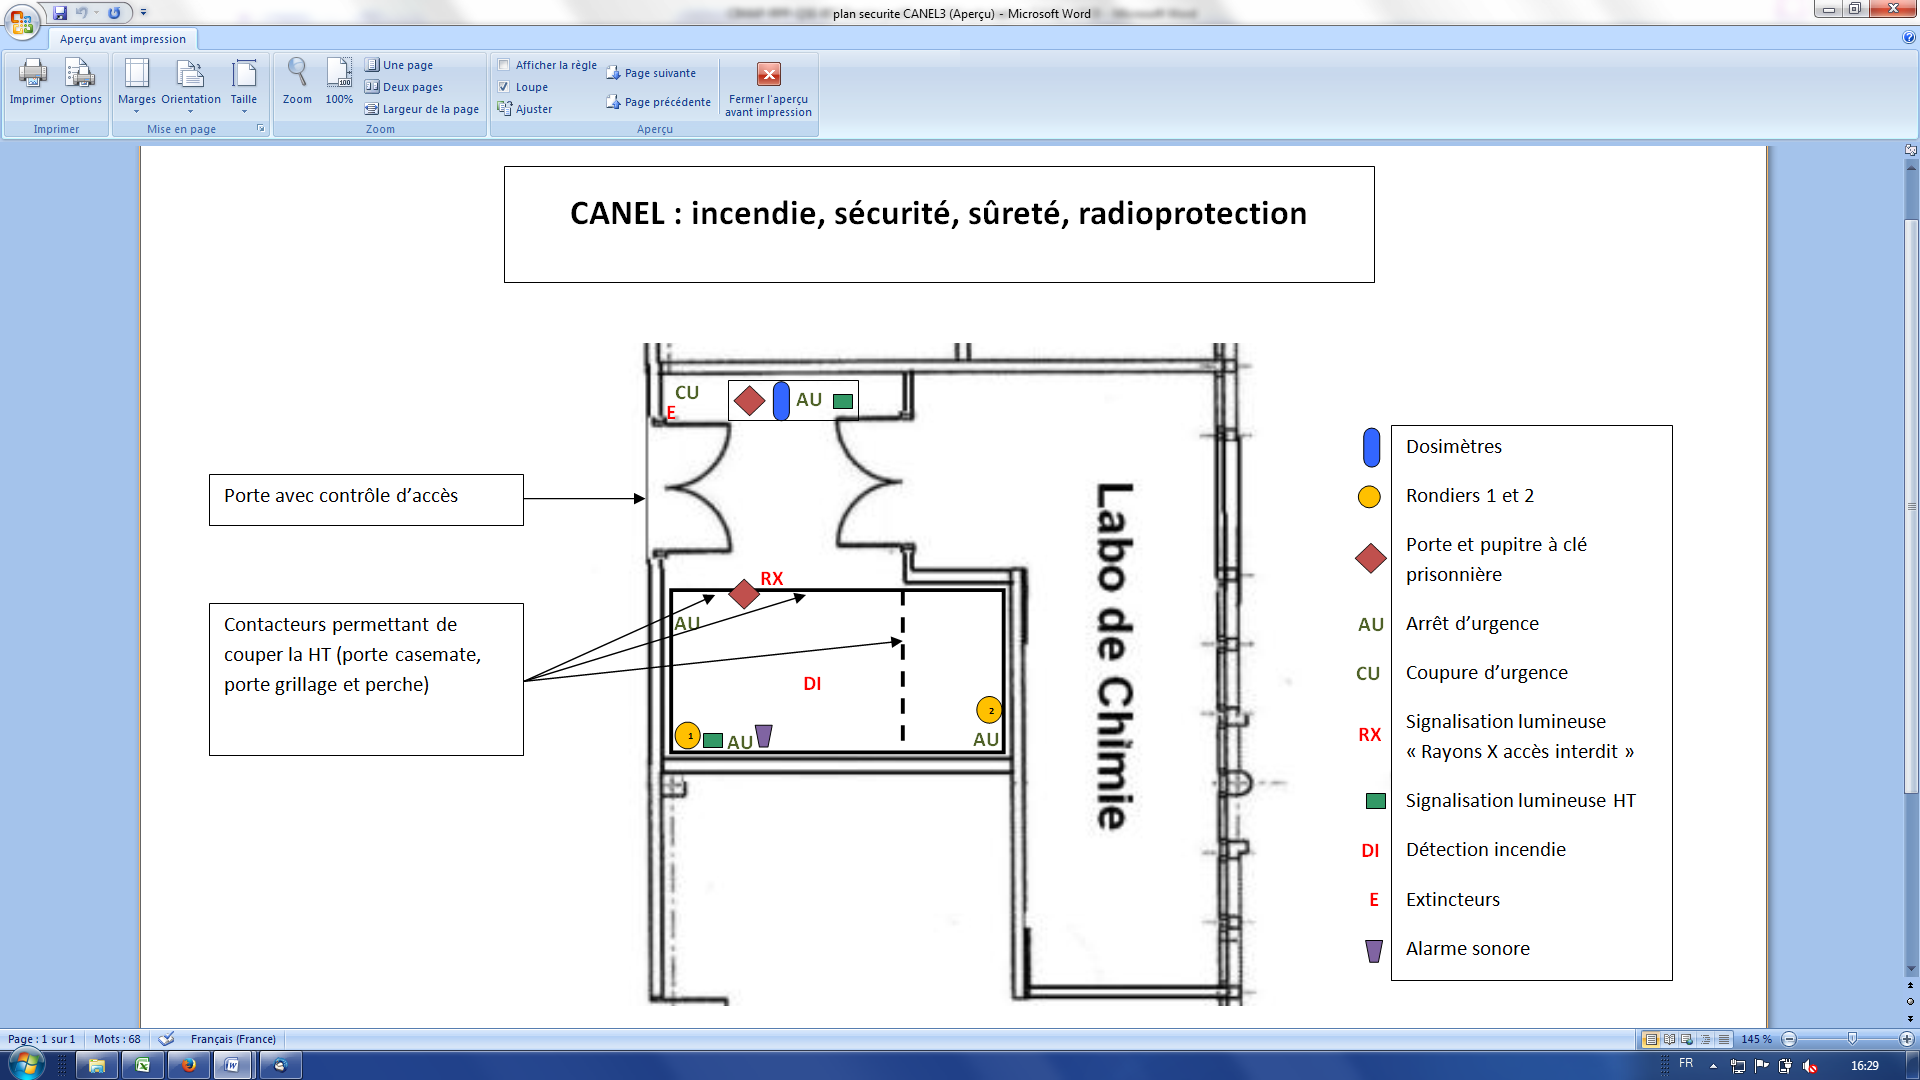 plan securite CANEL3 (Aperçu) - Microsoft Word
Aperçu avant impression
Imprimer
Options
Imprimer
Marges
Orientation
Taille
Mise en page
Zoom
100%
Une page
Deux pages
Largeur de la page
Zoom
Afficher la règle
Loupe
Ajuster
Page suivante
Page précédente
Fermer l'aperçu
avant impression
Aperçu
CANEL : incendie, sécurité, sûreté, radioprotection
CU
E
AU
Porte avec contrôle d'accès
Contacteurs permettant de
couper la HT (porte casemate,
porte grillage et perche)
RX
AU
DI
1
AU
2
AU
Labo de Chimie
Dosimètres
Rondiers 1 et 2
Porte et pupitre à clé
prisonnière
AU Arrêt d'urgence
CU Coupure d'urgence
RX Signalisation lumineuse
« Rayons X accès interdit »
Signalisation lumineuse HT
DI Détection incendie
E Extincteurs
Alarme sonore
Page : 1 sur 1
Mots : 68
Français (France)
145 %
FR
16:29